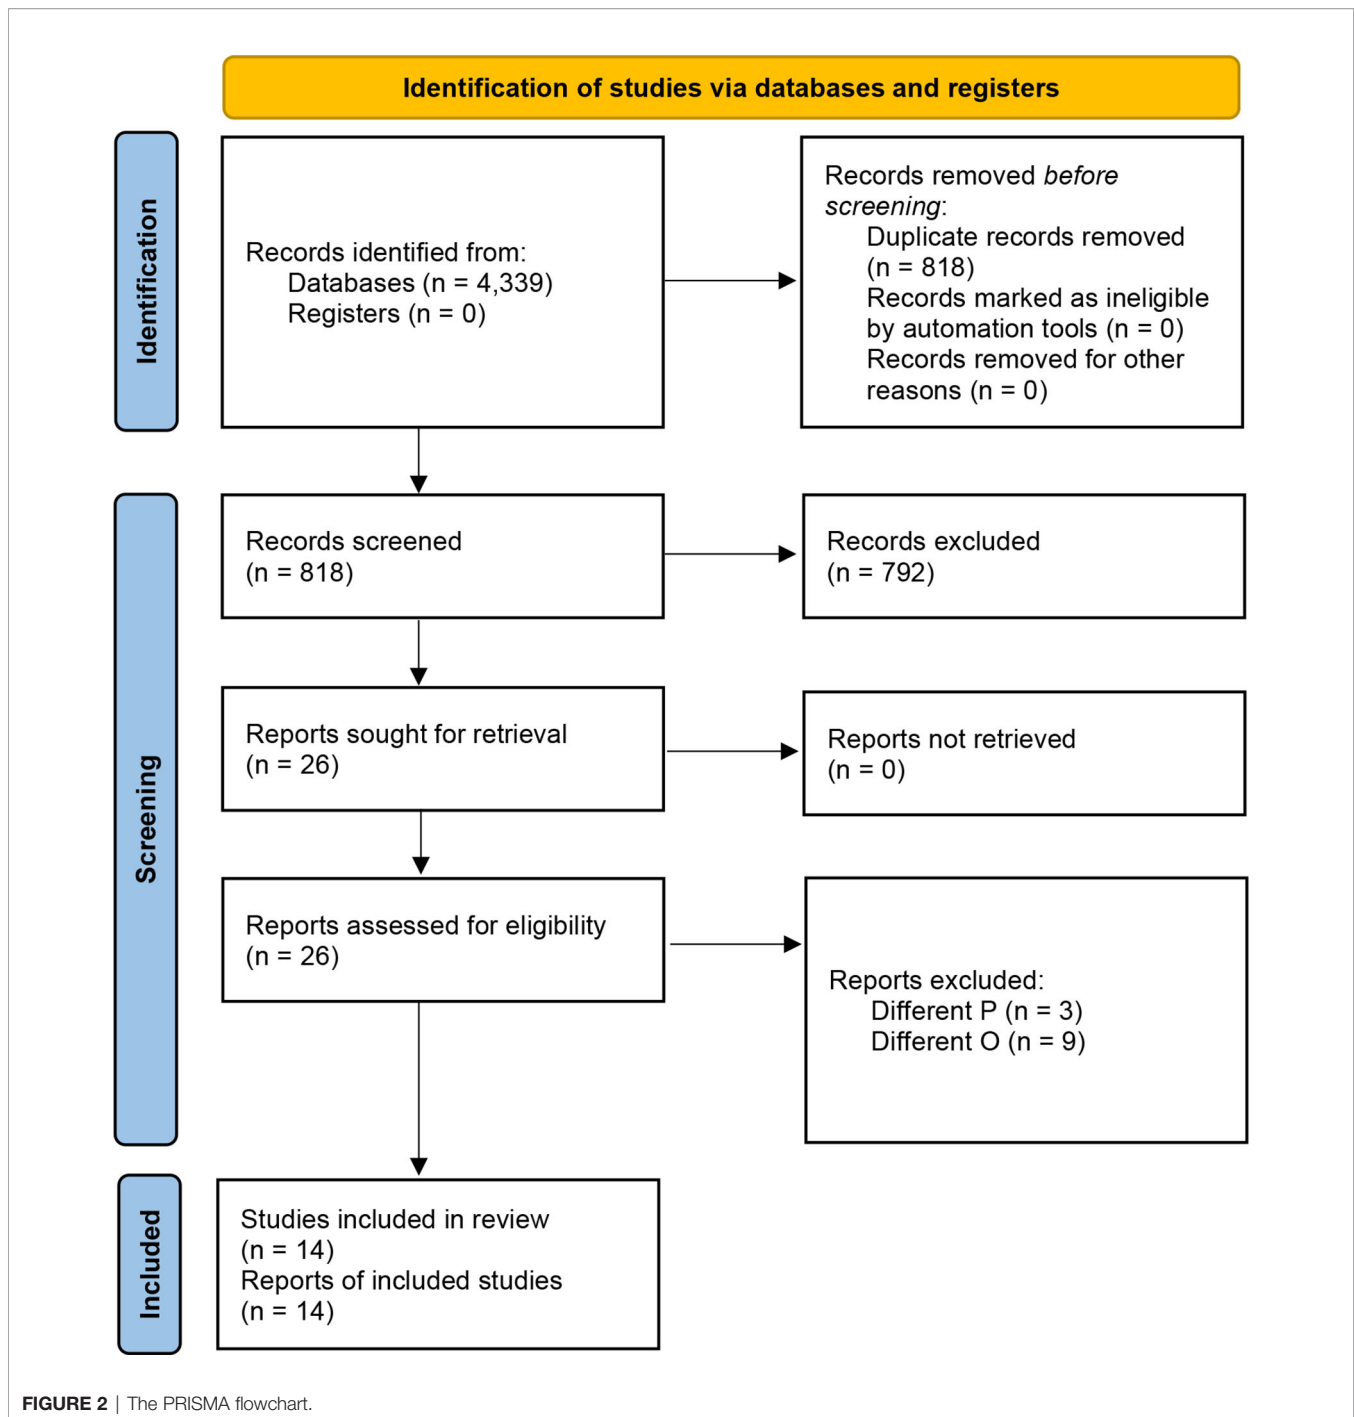 Identification of studies via databases and registers
Identification
Records identified from:
Databases (n = 4,339)
Registers (n = 0)
Records removed before
screening:
Duplicate records removed
(n = 818)
Records marked as ineligible
by automation tools (n = 0)
Records removed for other
reasons (n = 0)
Screening
Records screened
(n = 818)
Records excluded
(n = 792)
Reports sought for retrieval
(n = 26)
Reports not retrieved
(n = 0)
Reports assessed for eligibility
(n = 26)
Reports excluded:
Different P (n = 3)
Different O (n = 9)
Included
Studies included in review
(n = 14)
Reports of included studies
(n = 14)
FIGURE 2 | The PRISMA flowchart.